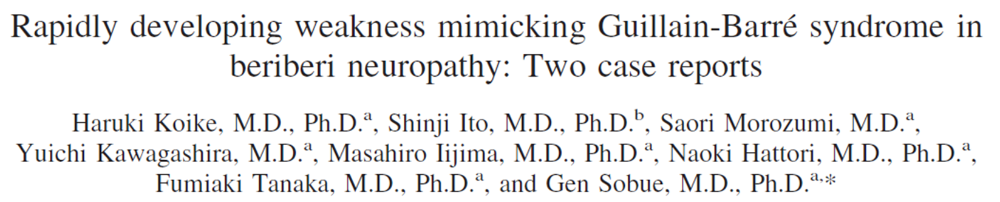 Rapidly developing weakness mimicking Guillain-Barré syndrome in
beriberi neuropathy: Two case reports
Haruki Koike, M.D., Ph.D.ᵃ, Shinji Ito, M.D., Ph.D.ᵇ, Saori Morozumi, M.D.ᵃ,
Yuichi Kawagashira, M.D.ᵃ, Masahiro Iijima, M.D., Ph.D.ᵃ, Naoki Hattori, M.D., Ph.D.ᵃ,
Fumiaki Tanaka, M.D., Ph.D.ᵃ, and Gen Sobue, M.D., Ph.D.ᵃ,*